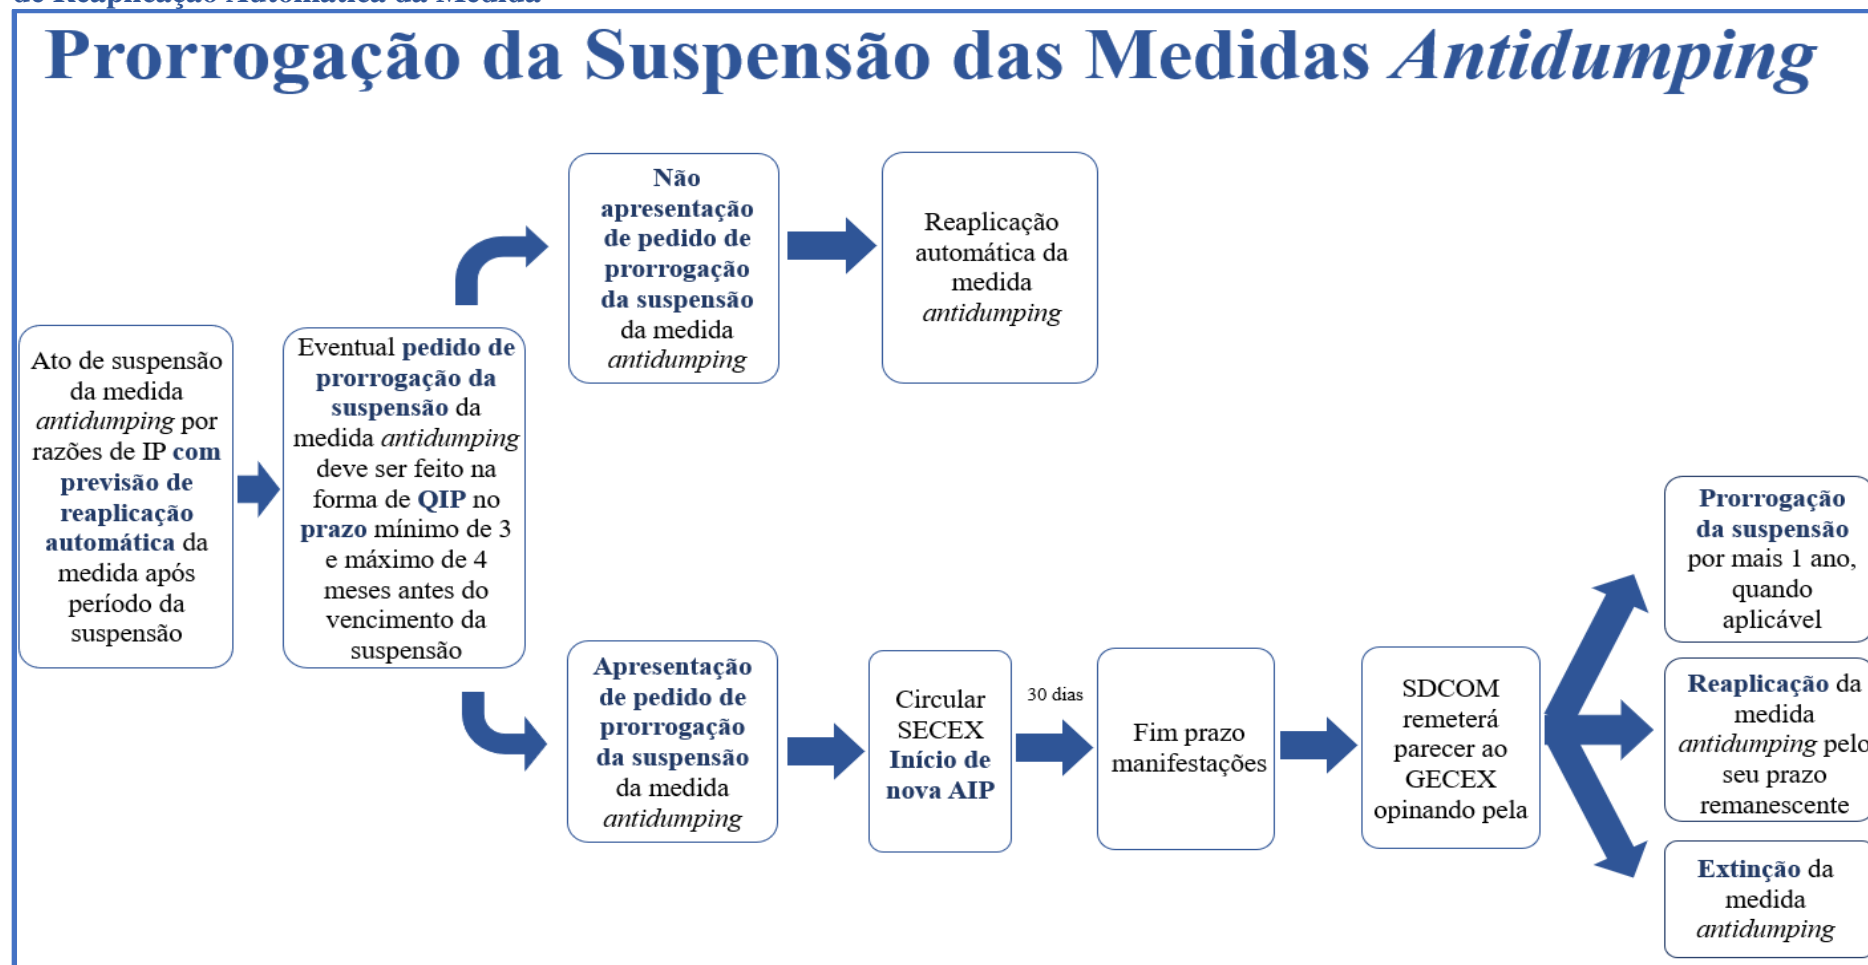 de Reaplicação Automática da Medida
Prorrogação da Suspensão das Medidas Antidumping
Ato de suspensão
da medida
antidumping por
razões de IP com
previsão de
reaplicação
automática da
medida após
período da
suspensão
Eventual pedido de
prorrogação da
suspensão da
medida antidumping
deve ser feito na
forma de QIP no
prazo mínimo de 3
e máximo de 4
meses antes do
vencimento da
suspensão
Não
apresentação
de pedido de
prorrogação
da suspensão
da medida
antidumping
Reaplicação
automática da
medida
antidumping
Apresentação
de pedido de
prorrogação
da suspensão
da medida
antidumping
Circular
SECEX
Início de
nova AIP
30 dias
Fim prazo
manifestações
SDCOM
remeterá
parecer ao
GECEX
opinando pela
Prorrogação
da suspensão
por mais 1 ano,
quando
aplicável
Reaplicação da
medida
antidumping pelo
seu prazo
remanescente
Extinção da
medida
antidumping